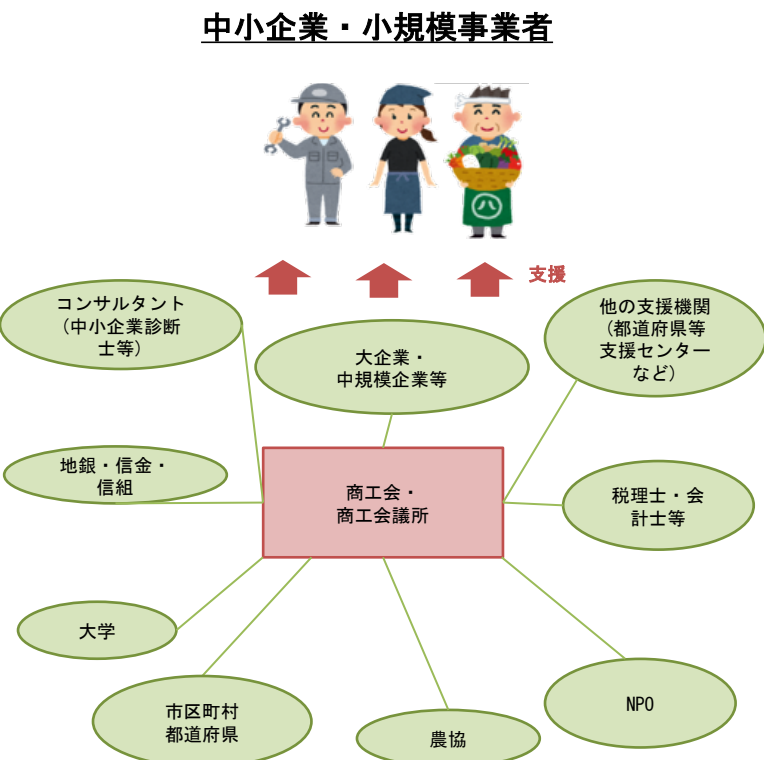 中小企業・小規模事業者
八
支援
コンサルタント
（中小企業診断
士等）
大企業・
中規模企業等
他の支援機関
（都道府県等
支援センター
など）
地銀・信金・
信組
商工会・
商工会議所
税理士・会
計士等
大学
市区町村
都道府県
農協
NPO